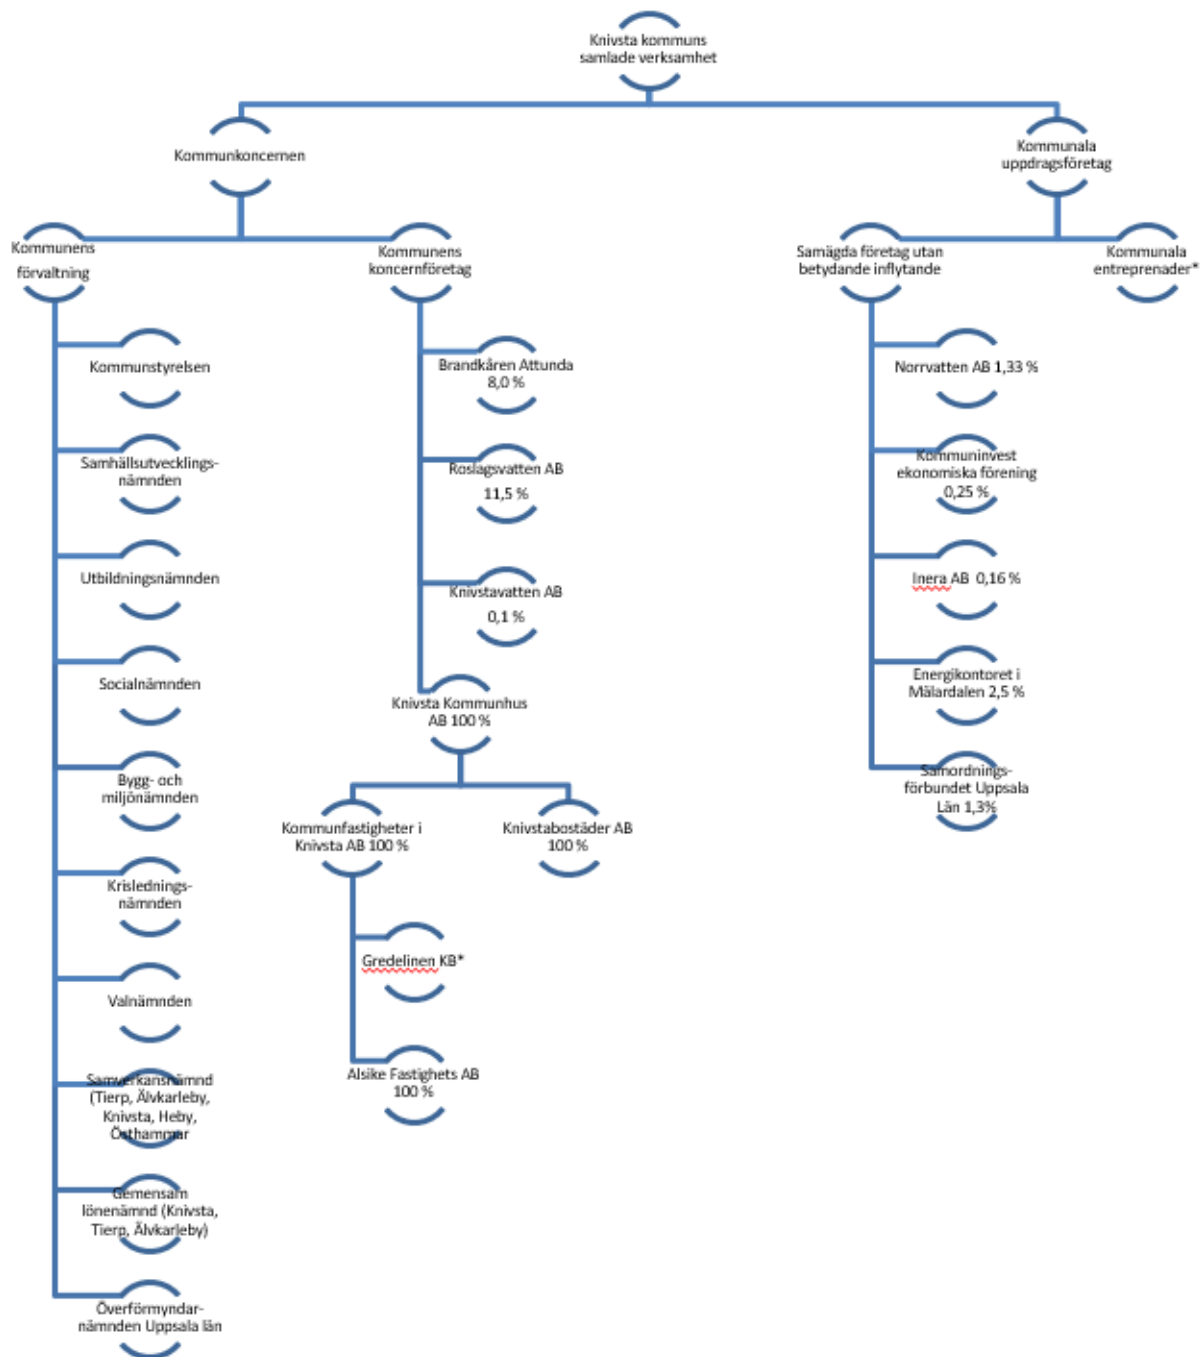 Knivsta kommuns
samlade verksamhet
Kommunkoncernen
Kommunala
uppdragsföretag
Kommunens
förvaltning
Kommunens
koncernföretag
Samägda företag utan
betydande inflytande
Kommunala
entreprenader*
Kommunstyrelsen
Samhällsutvecklings-
nämnden
Utbildningsnämnden
Socialnämnden
Bygg- och
miljönämnden
Krislednings-
nämnden
Valnämnden
Samverkansnämnd
(Tierp, Älvkarleby,
Knivsta, Heby,
Östhammar
Gemensam
lönenämnd (Knivsta,
Tierp, Älvkarleby)
Överförmyndar-
nämnden Uppsala län
Brandkåren Attunda
8,0 %
Roslagsvatten AB
11,5 %
Knivstavatten AB
0,1 %
Knivsta Kommunhus
AB 100 %
Kommunfastigheter i
Knivsta AB 100 %
Knivstabostäder AB
100 %
Gredelinen KB*
Alsike Fastighets AB
100 %
Norrvatten AB 1,33 %
Kommuninvest
ekonomiska förening
0,25 %
Inera AB  0,16 %
Energikontoret i
Mälardalen 2,5 %
Samordnings-
förbundet Uppsala
Län 1,3%